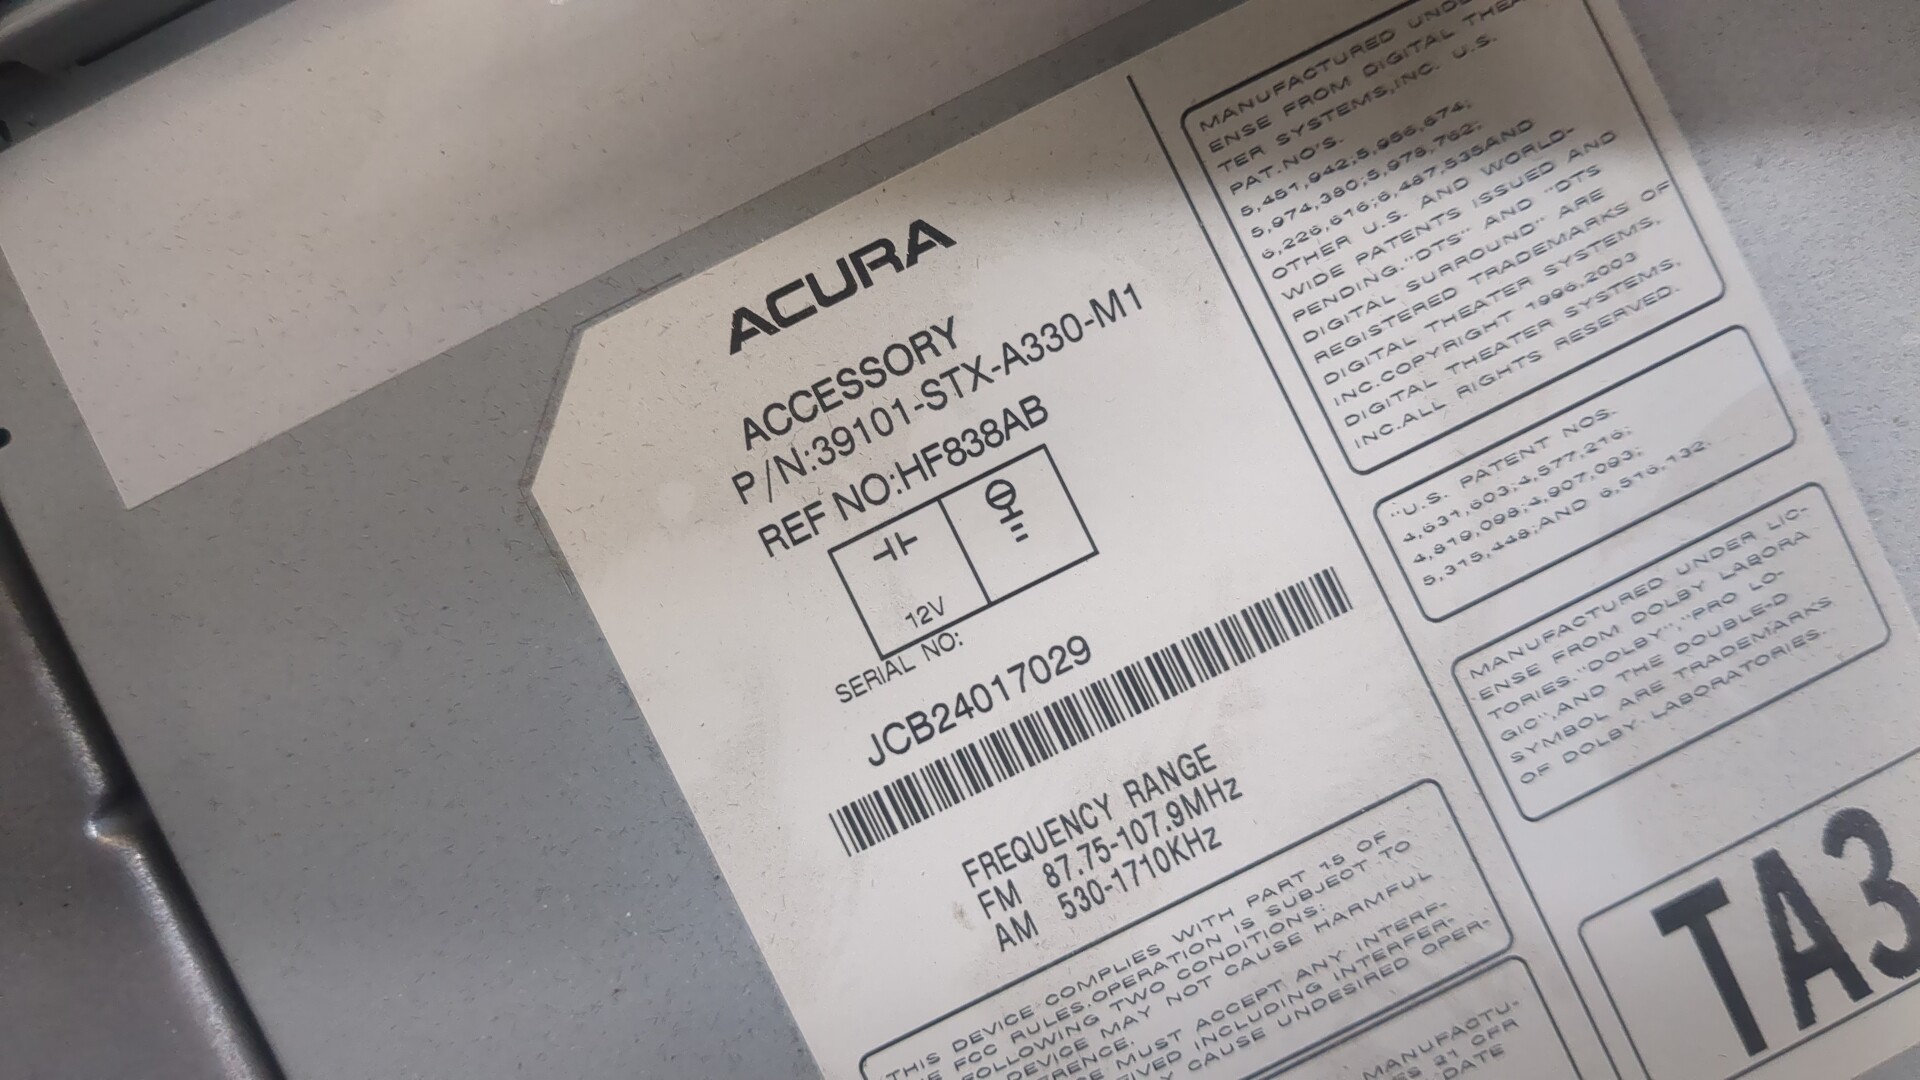 ACURA
ACCESSORY
P/N:39101-STX-A330-M1
REF NO:HF838AB
12V
SERIAL NO:
JCB24017029
FREQUENCY RANGE
FM 87.75-107.9MHz
AM 530-1710KHz
THIS DEVICE COMPLIES WITH PART 15 OF
FCC RULES.OPERATION IS SUBJECT TO
FOLLOWING TWO CONDITIONS:
DEVICE MAY NOT CAUSE HARMFUL
MUST ACCEPT ANY INTERF-
INCLUDING INTERFER-
CAUSE UNDESIRED OPER-
MANUFACTU-
21 CFR
DATE
MANUFACTURED
ENSE FROM DIGITAL
TER SYSTEMS,INC. U.S.
PAT.NO'S.
5,451,942;5,956,674;
5,974,380;5,978,762;
6,226,616;6,487,535AND
OTHER U.S. AND WORLD-
WIDE PATENTS ISSUED AND
PENDING."DTS" AND "DTS
DIGITAL SURROUND" ARE
REGISTERED TRADEMARKS OF
DIGITAL THEATER SYSTEMS,
INC.COPYRIGHT 1996,2003
DIGITAL THEATER SYSTEMS,
INC.ALL RIGHTS RESERVED.
"U.S. PATENT NOS.
4,631,603;4,577,216;
4,819,098;4,907,093;
5,315,448;AND 6,516,132.
MANUFACTURED UNDER LIC-
ENSE FROM DOLBY LABORA
TORIES."DOLBY","PRO LO-
GIC",AND THE DOUBLE-D
SYMBOL ARE TRADEMARKS
OF DOLBY LABORATORIES.
TA3